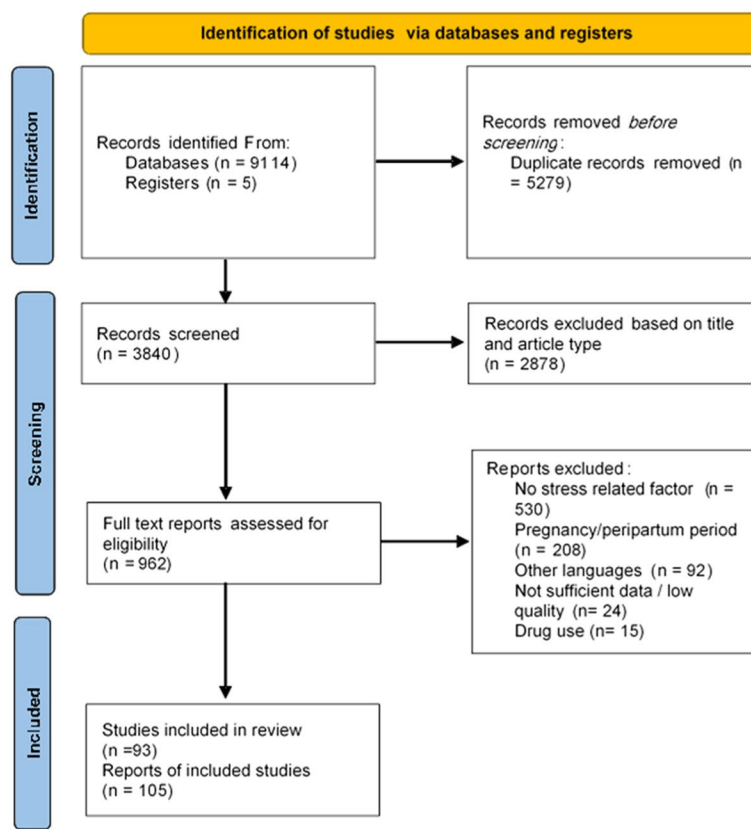 Identification of studies via databases and registers
Identification
Records identified From:
Databases (n = 9114)
Registers (n = 5)
Records removed before
screening:
Duplicate records removed (n
= 5279)
Screening
Records screened
(n = 3840)
Records excluded based on title
and article type
(n = 2878)
Full text reports assessed for
eligibility
(n = 962)
Reports excluded:
No stress related factor (n =
530)
Pregnancy/peripartum period
(n = 208)
Other languages (n = 92)
Not sufficient data / low
quality (n= 24)
Drug use (n= 15)
Included
Studies included in review
(n =93)
Reports of included studies
(n = 105)